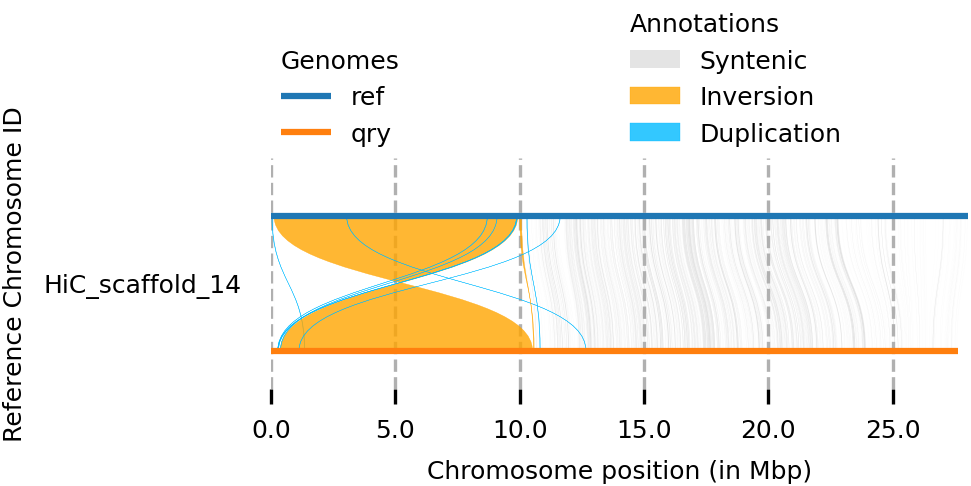 Annotations
Genomes
Syntenic
ref
Inversion
qry
Duplication
Reference Chromosome ID
HiC_scaffold_14
0.0 5.0 10.0 15.0 20.0 25.0
Chromosome position (in Mbp)